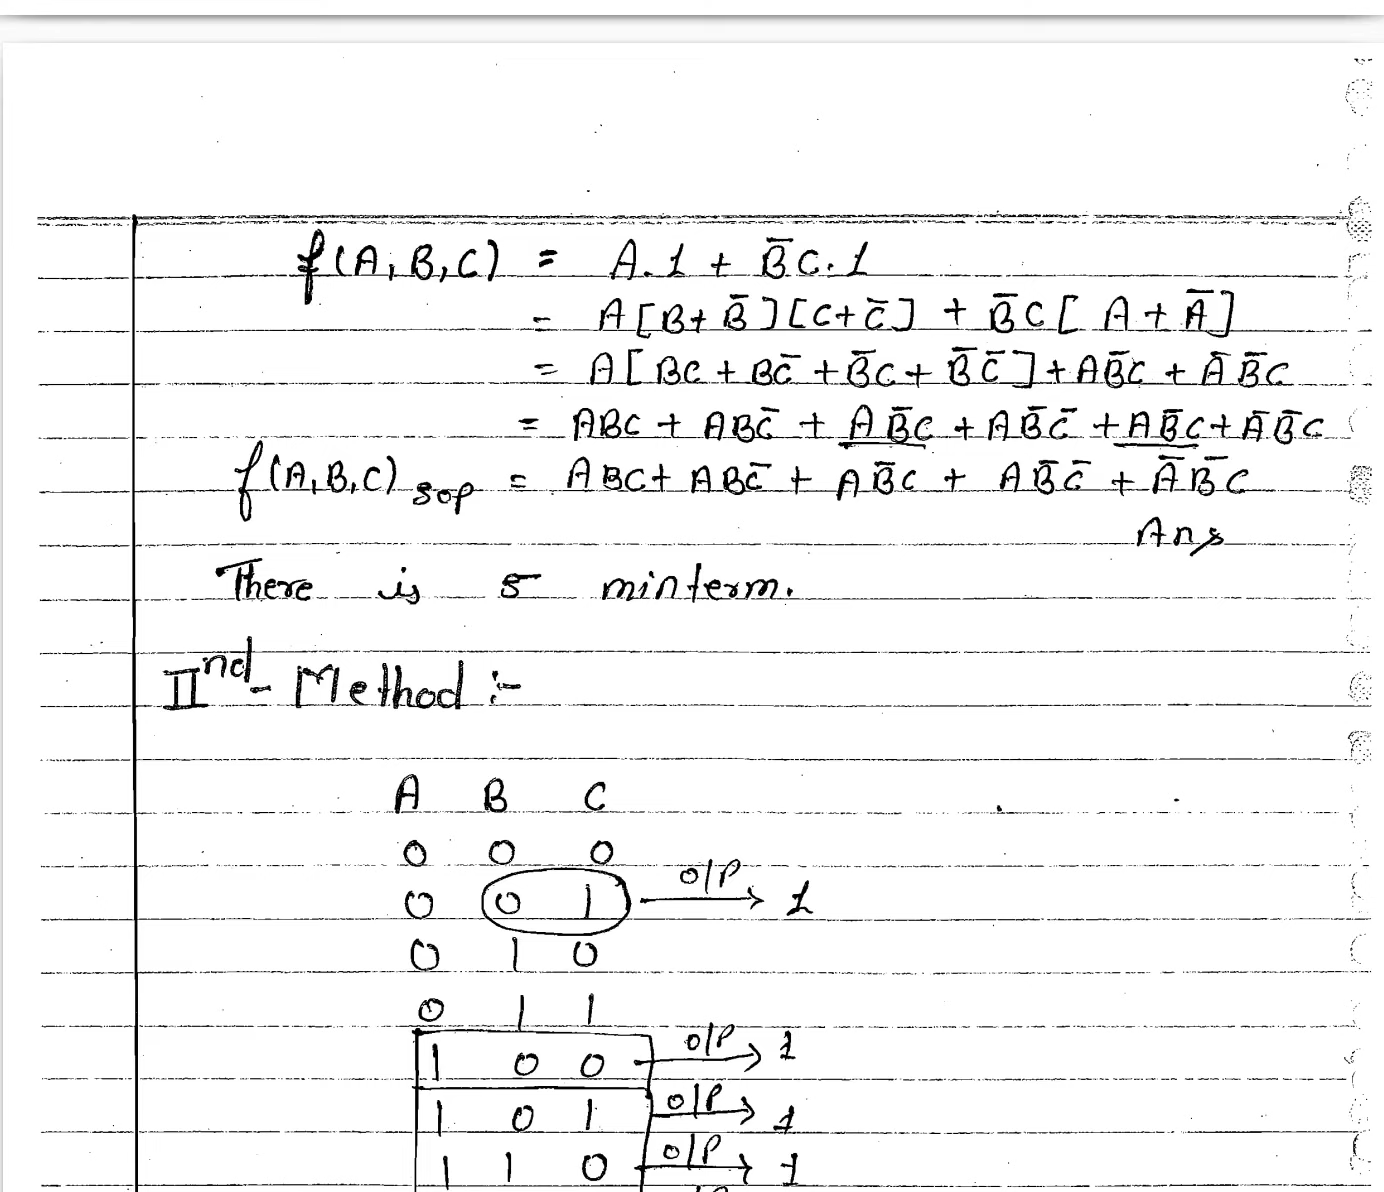 f(A,B,C) = A.1 + B̄C.1
= A[B+B̄][C+C̄] + B̄C[A+Ā]
= A[BC+BC̄+B̄C+B̄C̄]+AB̄C+ĀB̄C
= ABC + ABC̄ + AB̄C + AB̄C̄ + AB̄C + ĀB̄C
f(A,B,C) SOP = ABC + ABC̄ + AB̄C + AB̄C̄ + ĀB̄C
Ans
There is 5 minterm.
IInd- Method :-
A B C
0 0 0
0 0 1 O/P → 1
0 1 0
0 1 1
1 0 0 O/P → 1
1 0 1 O/P → 1
1 1 0 O/P → 1